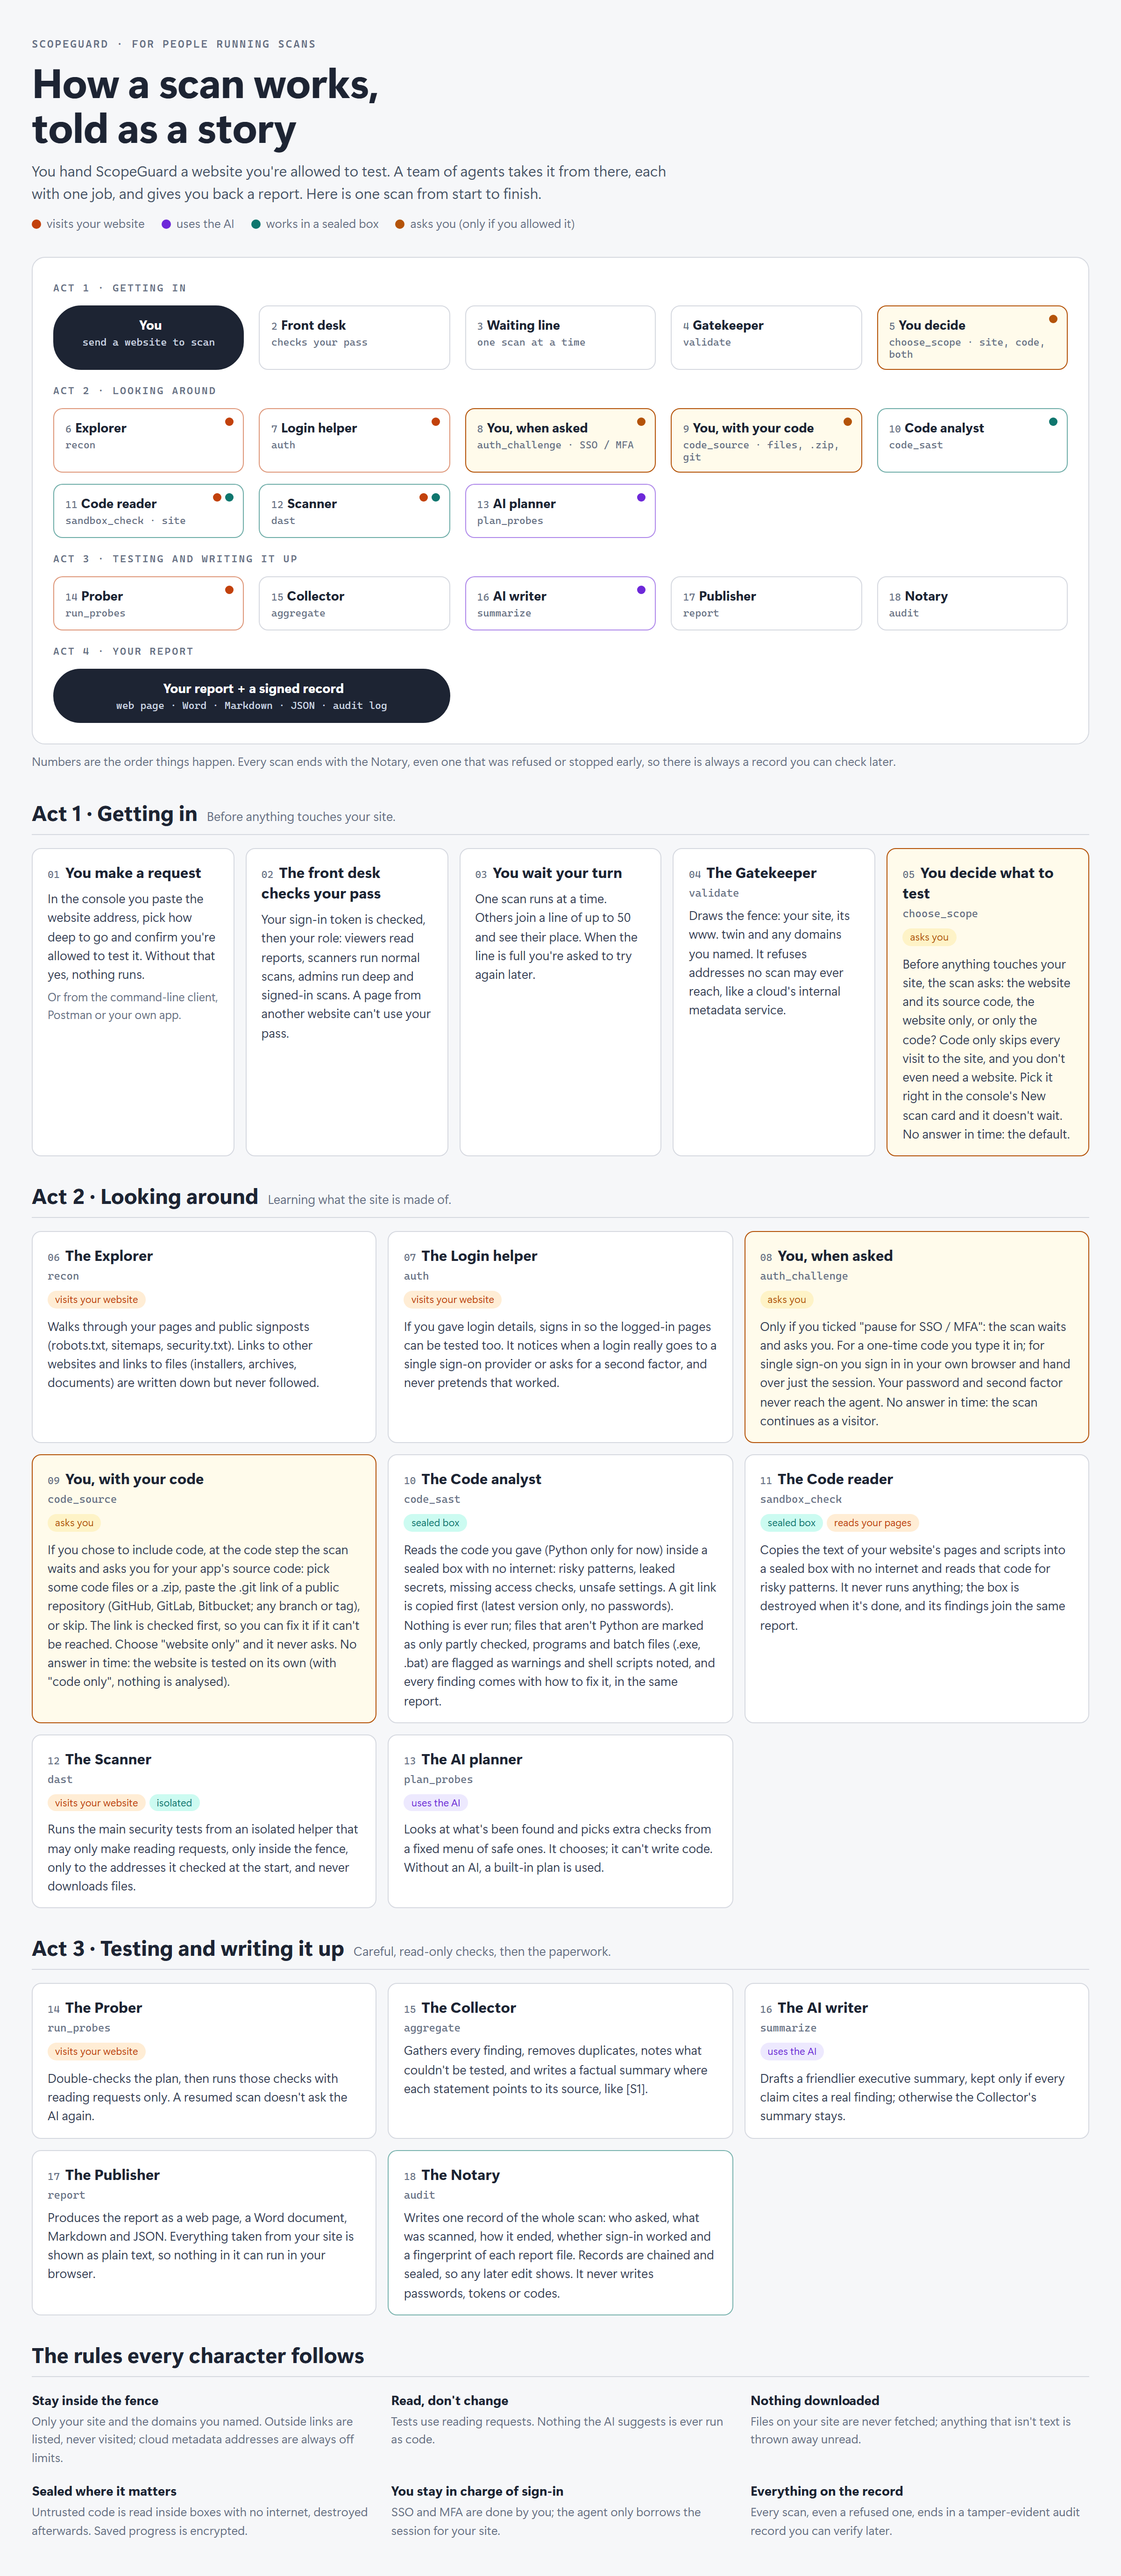 SCOPEGUARD · FOR PEOPLE RUNNING SCANS
How a scan works,
told as a story
You hand ScopeGuard a website you're allowed to test. A team of agents takes it from there, each
with one job, and gives you back a report. Here is one scan from start to finish.
visits your website uses the AI works in a sealed box asks you (only if you allowed it)
ACT 1 · GETTING IN
You
send a website to scan
2 Front desk
checks your pass
3 Waiting line
one scan at a time
4 Gatekeeper
validate
5 You decide
choose_scope · site, code,
both
ACT 2 · LOOKING AROUND
6 Explorer
recon
7 Login helper
auth
8 You, when asked
auth_challenge · SSO / MFA
9 You, with your code
code_source · files, .zip,
git
10 Code analyst
code_sast
11 Code reader
sandbox_check · site
12 Scanner
dast
13 AI planner
plan_probes
ACT 3 · TESTING AND WRITING IT UP
14 Prober
run_probes
15 Collector
aggregate
16 AI writer
summarize
17 Publisher
report
18 Notary
audit
ACT 4 · YOUR REPORT
Your report + a signed record
web page · Word · Markdown · JSON · audit log
Numbers are the order things happen. Every scan ends with the Notary, even one that was refused or stopped early, so there is always a record you can check later.
Act 1 · Getting in Before anything touches your site.
01 You make a request
In the console you paste the
website address, pick how
deep to go and confirm you're
allowed to test it. Without that
yes, nothing runs.
Or from the command-line client,
Postman or your own app.
02 The front desk
checks your pass
Your sign-in token is checked,
then your role: viewers read
reports, scanners run normal
scans, admins run deep and
signed-in scans. A page from
another website can't use your
pass.
03 You wait your turn
One scan runs at a time.
Others join a line of up to 50
and see their place. When the
line is full you're asked to try
again later.
04 The Gatekeeper
validate
Draws the fence: your site, its
www. twin and any domains
you named. It refuses
addresses no scan may ever
reach, like a cloud's internal
metadata service.
05 You decide what to
test
choose_scope
asks you
Before anything touches your
site, the scan asks: the website
and its source code, the
website only, or only the
code? Code only skips every
visit to the site, and you don't
even need a website. Pick it
right in the console's New
scan card and it doesn't wait.
No answer in time: the default.
Act 2 · Looking around Learning what the site is made of.
06 The Explorer
recon
visits your website
Walks through your pages and public signposts
(robots.txt, sitemaps, security.txt). Links to other
websites and links to files (installers, archives,
documents) are written down but never followed.
07 The Login helper
auth
visits your website
If you gave login details, signs in so the logged-in pages
can be tested too. It notices when a login really goes to a
single sign-on provider or asks for a second factor, and
never pretends that worked.
08 You, when asked
auth_challenge
asks you
Only if you ticked "pause for SSO / MFA": the scan waits
and asks you. For a one-time code you type it in; for
single sign-on you sign in in your own browser and hand
over just the session. Your password and second factor
never reach the agent. No answer in time: the scan
continues as a visitor.
09 You, with your code
code_source
asks you
If you chose to include code, at the code step the scan
waits and asks you for your app's source code: pick
some code files or a .zip, paste the .git link of a public
repository (GitHub, GitLab, Bitbucket; any branch or tag),
or skip. The link is checked first, so you can fix it if it can't
be reached. Choose "website only" and it never asks. No
answer in time: the website is tested on its own (with
"code only", nothing is analysed).
10 The Code analyst
code_sast
sealed box
Reads the code you gave (Python only for now) inside a
sealed box with no internet: risky patterns, leaked
secrets, missing access checks, unsafe settings. A git link
is copied first (latest version only, no passwords).
Nothing is ever run; files that aren't Python are marked
as only partly checked, programs and batch files (.exe,
.bat) are flagged as warnings and shell scripts noted, and
every finding comes with how to fix it, in the same
report.
11 The Code reader
sandbox_check
sealed box reads your pages
Copies the text of your website's pages and scripts into
a sealed box with no internet and reads that code for
risky patterns. It never runs anything; the box is
destroyed when it's done, and its findings join the same
report.
12 The Scanner
dast
visits your website isolated
Runs the main security tests from an isolated helper that
may only make reading requests, only inside the fence,
only to the addresses it checked at the start, and never
downloads files.
13 The AI planner
plan_probes
uses the AI
Looks at what's been found and picks extra checks from
a fixed menu of safe ones. It chooses; it can't write code.
Without an AI, a built-in plan is used.
Act 3 · Testing and writing it up Careful, read-only checks, then the paperwork.
14 The Prober
run_probes
visits your website
Double-checks the plan, then runs those checks with
reading requests only. A resumed scan doesn't ask the
AI again.
15 The Collector
aggregate
Gathers every finding, removes duplicates, notes what
couldn't be tested, and writes a factual summary where
each statement points to its source, like [S1].
16 The AI writer
summarize
uses the AI
Drafts a friendlier executive summary, kept only if every
claim cites a real finding; otherwise the Collector's
summary stays.
17 The Publisher
report
Produces the report as a web page, a Word document,
Markdown and JSON. Everything taken from your site is
shown as plain text, so nothing in it can run in your
browser.
18 The Notary
audit
Writes one record of the whole scan: who asked, what
was scanned, how it ended, whether sign-in worked and
a fingerprint of each report file. Records are chained and
sealed, so any later edit shows. It never writes
passwords, tokens or codes.
The rules every character follows
Stay inside the fence
Only your site and the domains you named. Outside links are
listed, never visited; cloud metadata addresses are always off
limits.
Read, don't change
Tests use reading requests. Nothing the AI suggests is ever run
as code.
Nothing downloaded
Files on your site are never fetched; anything that isn't text is
thrown away unread.
Sealed where it matters
Untrusted code is read inside boxes with no internet, destroyed
afterwards. Saved progress is encrypted.
You stay in charge of sign-in
SSO and MFA are done by you; the agent only borrows the
session for your site.
Everything on the record
Every scan, even a refused one, ends in a tamper-evident audit
record you can verify later.